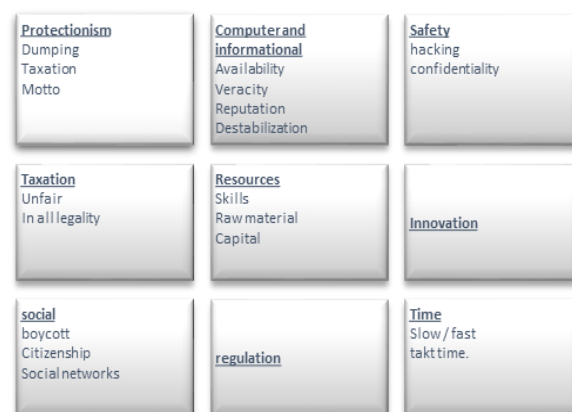 Protectionism
Dumping
Taxation
Motto
Computer and
informational
Availability
Veracity
Reputation
Destabilization
Safety
hacking
confidentiality
Taxation
Unfair
In all legality
Resources
Skills
Raw material
Capital
Innovation
social
boycott
Citizenship
Social networks
regulation
Time
Slow / fast
takt time.